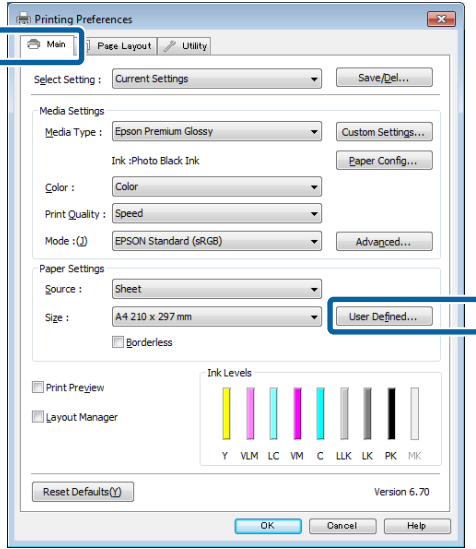 Printing Preferences
Main Page Layout Utility
Select Setting : Current Settings Save/Del...
Media Settings
Media Type : Epson Premium Glossy Custom Settings...
Ink :Photo Black Ink Paper Config...
Color : Color
Print Quality : Speed
Mode :(J) EPSON Standard (sRGB) Advanced...
Paper Settings
Source : Sheet
Size : A4 210 x 297 mm User Defined...
Borderless
Ink Levels
Print Preview
Layout Manager
Y VLM LC VM C LLK LK PK MK
Reset Defaults(Y) Version 6.70
OK Cancel Help